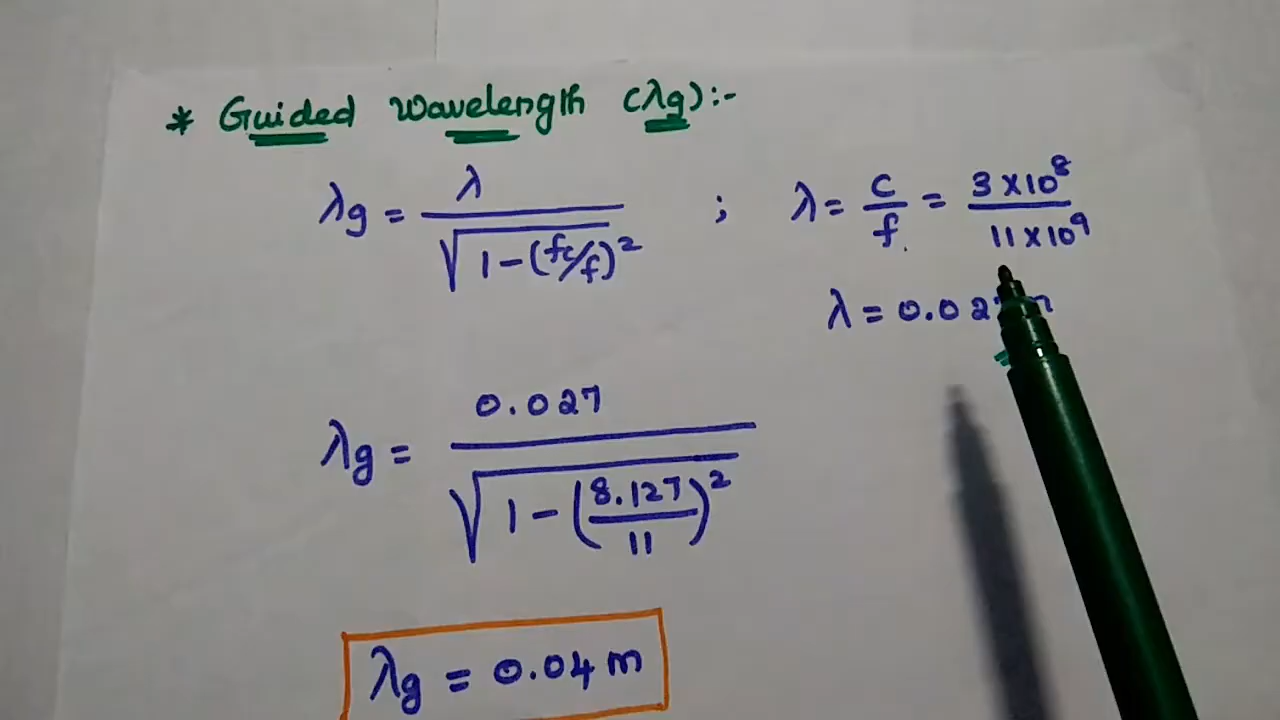 * Guided Wavelength (λg):-
λg = λ / √1-(fc/f)² ; λ = c/f = 3×10⁸ / 11×10⁹
λ = 0.027 m
λg = 0.027 / √1-(8.127/11)²
λg = 0.04 m